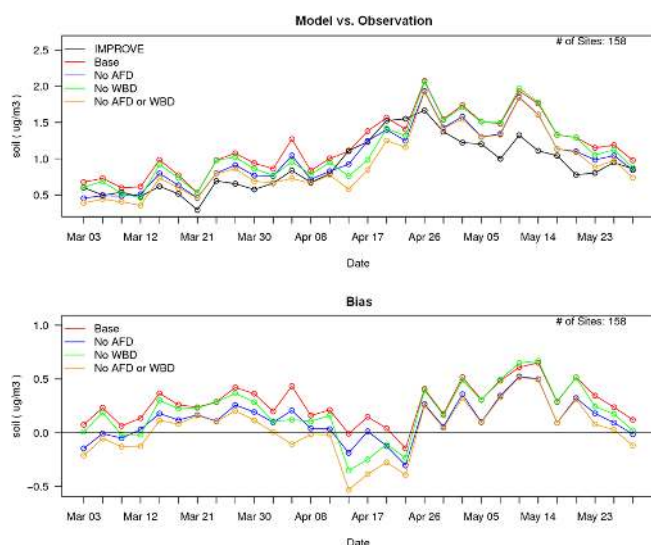 Model vs. Observation
# of Sites: 158
IMPROVE
Base
No AFD
No WBD
No AFD or WBD
soil ( ug/m3 )
2.5
2.0
1.5
1.0
0.5
Mar 03 Mar 12 Mar 21 Mar 30 Apr 08 Apr 17 Apr 26 May 05 May 14 May 23
Date
Bias
# of Sites: 158
Base
No AFD
No WBD
No AFD or WBD
soil ( ug/m3 )
1.0
0.5
0.0
−0.5
Mar 03 Mar 12 Mar 21 Mar 30 Apr 08 Apr 17 Apr 26 May 05 May 14 May 23
Date